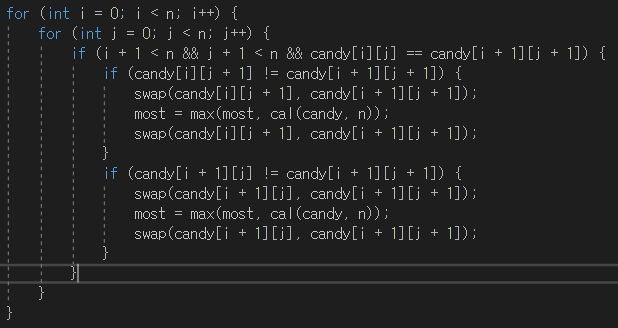 for (int i = 0; i < n; i++) {
    for (int j = 0; j < n; j++) {
        if (i + 1 < n && j + 1 < n && candy[i][j] == candy[i + 1][j + 1]) {
            if (candy[i][j + 1] != candy[i + 1][j + 1]) {
                swap(candy[i][j + 1], candy[i + 1][j + 1]);
                most = max(most, cal(candy, n));
                swap(candy[i][j + 1], candy[i + 1][j + 1]);
            }
            if (candy[i + 1][j] != candy[i + 1][j + 1]) {
                swap(candy[i + 1][j], candy[i + 1][j + 1]);
                most = max(most, cal(candy, n));
                swap(candy[i + 1][j], candy[i + 1][j + 1]);
            }
        }
    }
}